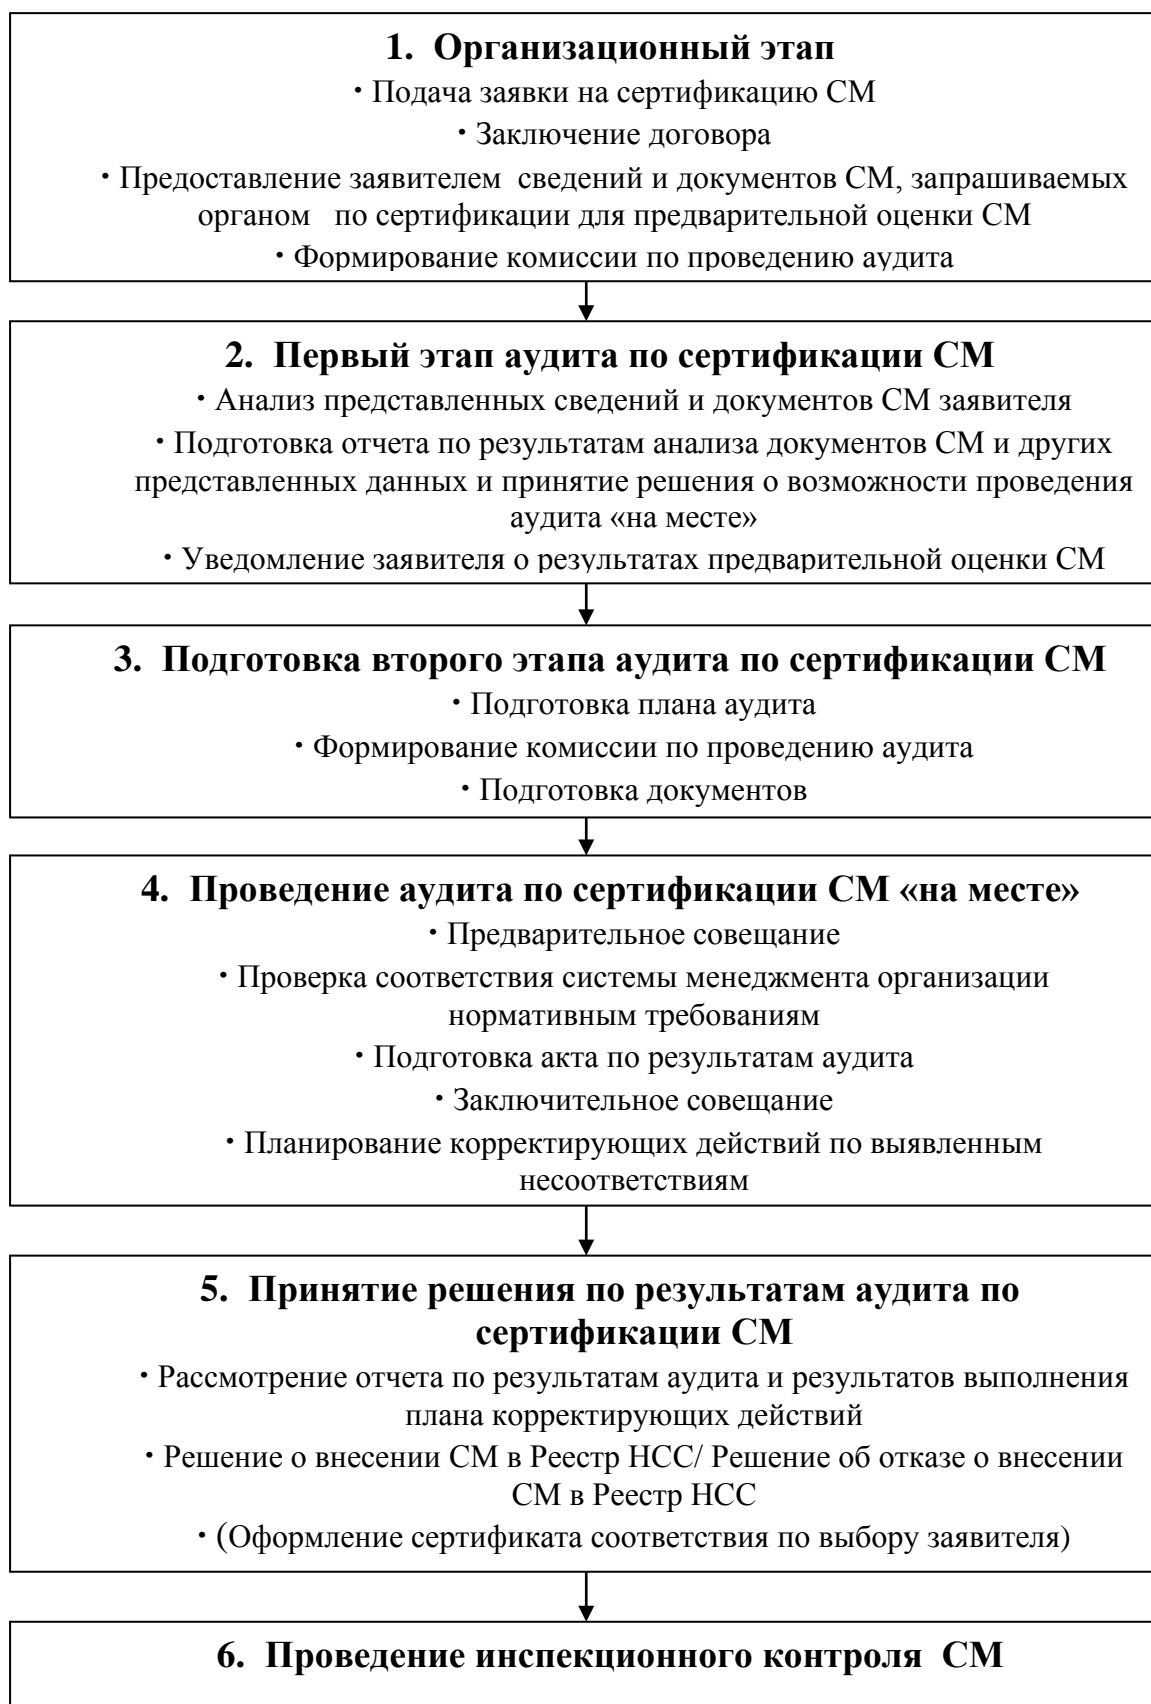 1. Организационный этап
· Подача заявки на сертификацию СМ
· Заключение договора
· Предоставление заявителем сведений и документов СМ, запрашиваемых
органом по сертификации для предварительной оценки СМ
· Формирование комиссии по проведению аудита
2. Первый этап аудита по сертификации СМ
· Анализ представленных сведений и документов СМ заявителя
· Подготовка отчета по результатам анализа документов СМ и других
представленных данных и принятие решения о возможности проведения
аудита «на месте»
· Уведомление заявителя о результатах предварительной оценки СМ
3. Подготовка второго этапа аудита по сертификации СМ
· Подготовка плана аудита
· Формирование комиссии по проведению аудита
· Подготовка документов
4. Проведение аудита по сертификации СМ «на месте»
· Предварительное совещание
· Проверка соответствия системы менеджмента организации
нормативным требованиям
· Подготовка акта по результатам аудита
· Заключительное совещание
· Планирование корректирующих действий по выявленным
несоответствиям
5. Принятие решения по результатам аудита по
сертификации СМ
· Рассмотрение отчета по результатам аудита и результатов выполнения
плана корректирующих действий
· Решение о внесении СМ в Реестр НСС/ Решение об отказе о внесении
СМ в Реестр НСС
· (Оформление сертификата соответствия по выбору заявителя)
6. Проведение инспекционного контроля СМ